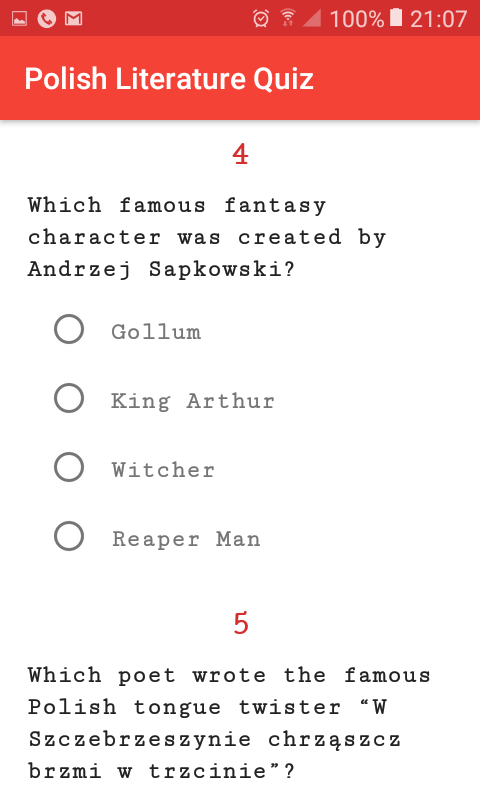 100% 21:07
Polish Literature Quiz
4
Which famous fantasy
character was created by
Andrzej Sapkowski?
Gollum
King Arthur
Witcher
Reaper Man
5
Which poet wrote the famous
Polish tongue twister “W
Szczebrzeszynie chrząszcz
brzmi w trzcinie”?